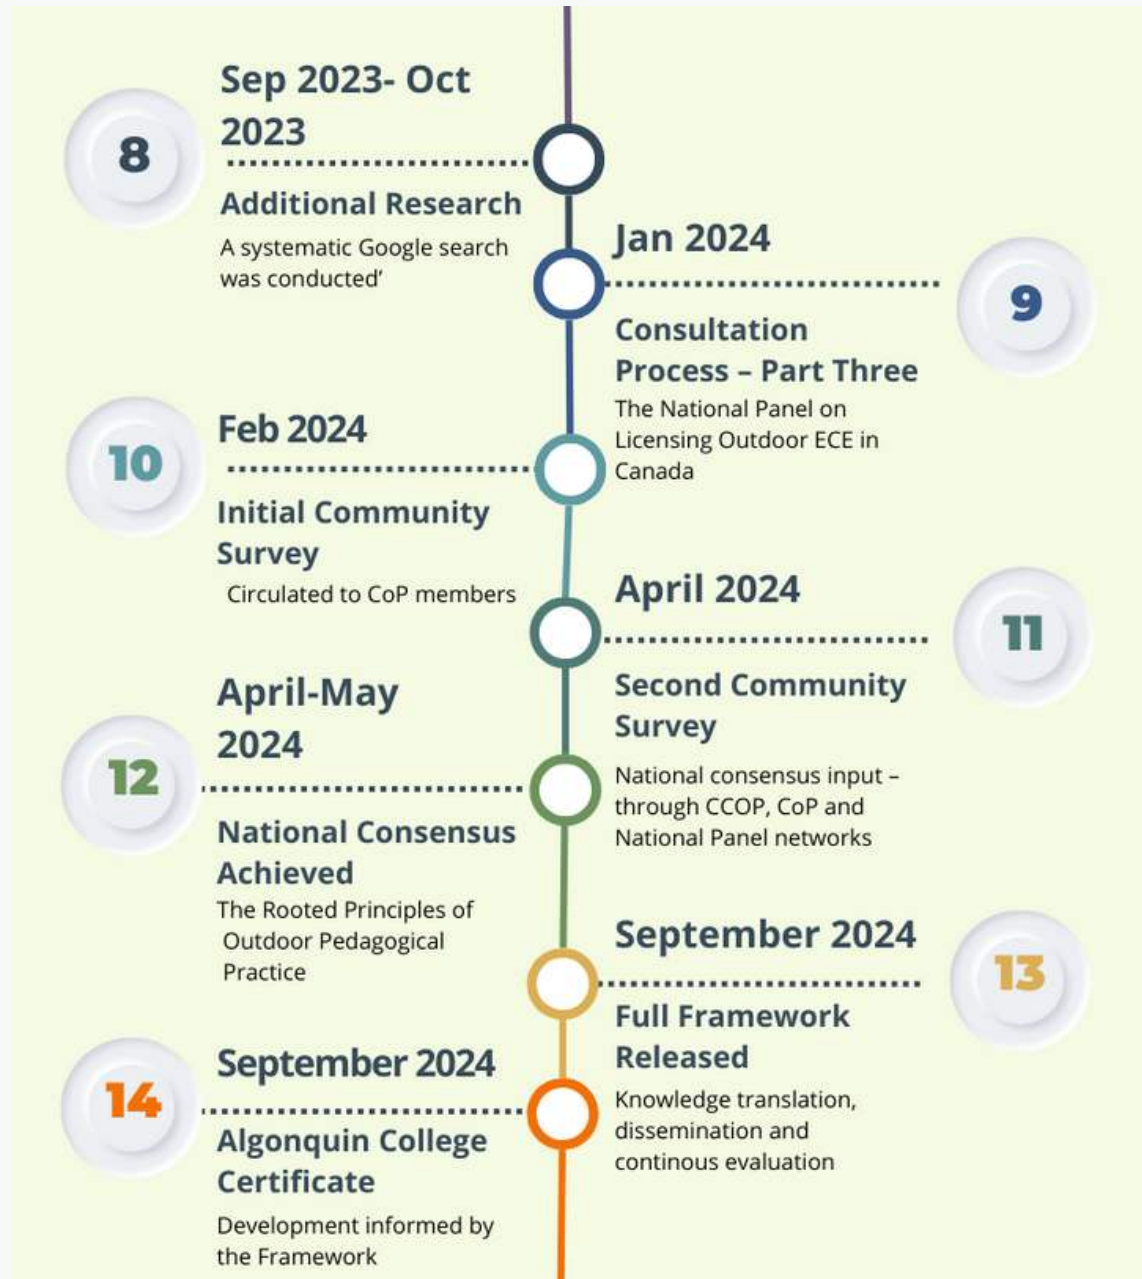 8
Sep 2023- Oct
2023
Additional Research
A systematic Google search
was conducted’
Jan 2024
9
Consultation
Process – Part Three
The National Panel on
Licensing Outdoor ECE in
Canada
10
Feb 2024
Initial Community
Survey
Circulated to CoP members
April 2024
11
Second Community
Survey
National consensus input –
through CCOP, CoP and
National Panel networks
12
April-May
2024
National Consensus
Achieved
The Rooted Principles of
Outdoor Pedagogical
Practice
September 2024
13
Full Framework
Released
Knowledge translation,
dissemination and
continous evaluation
14
September 2024
Algonquin College
Certificate
Development informed by
the Framework